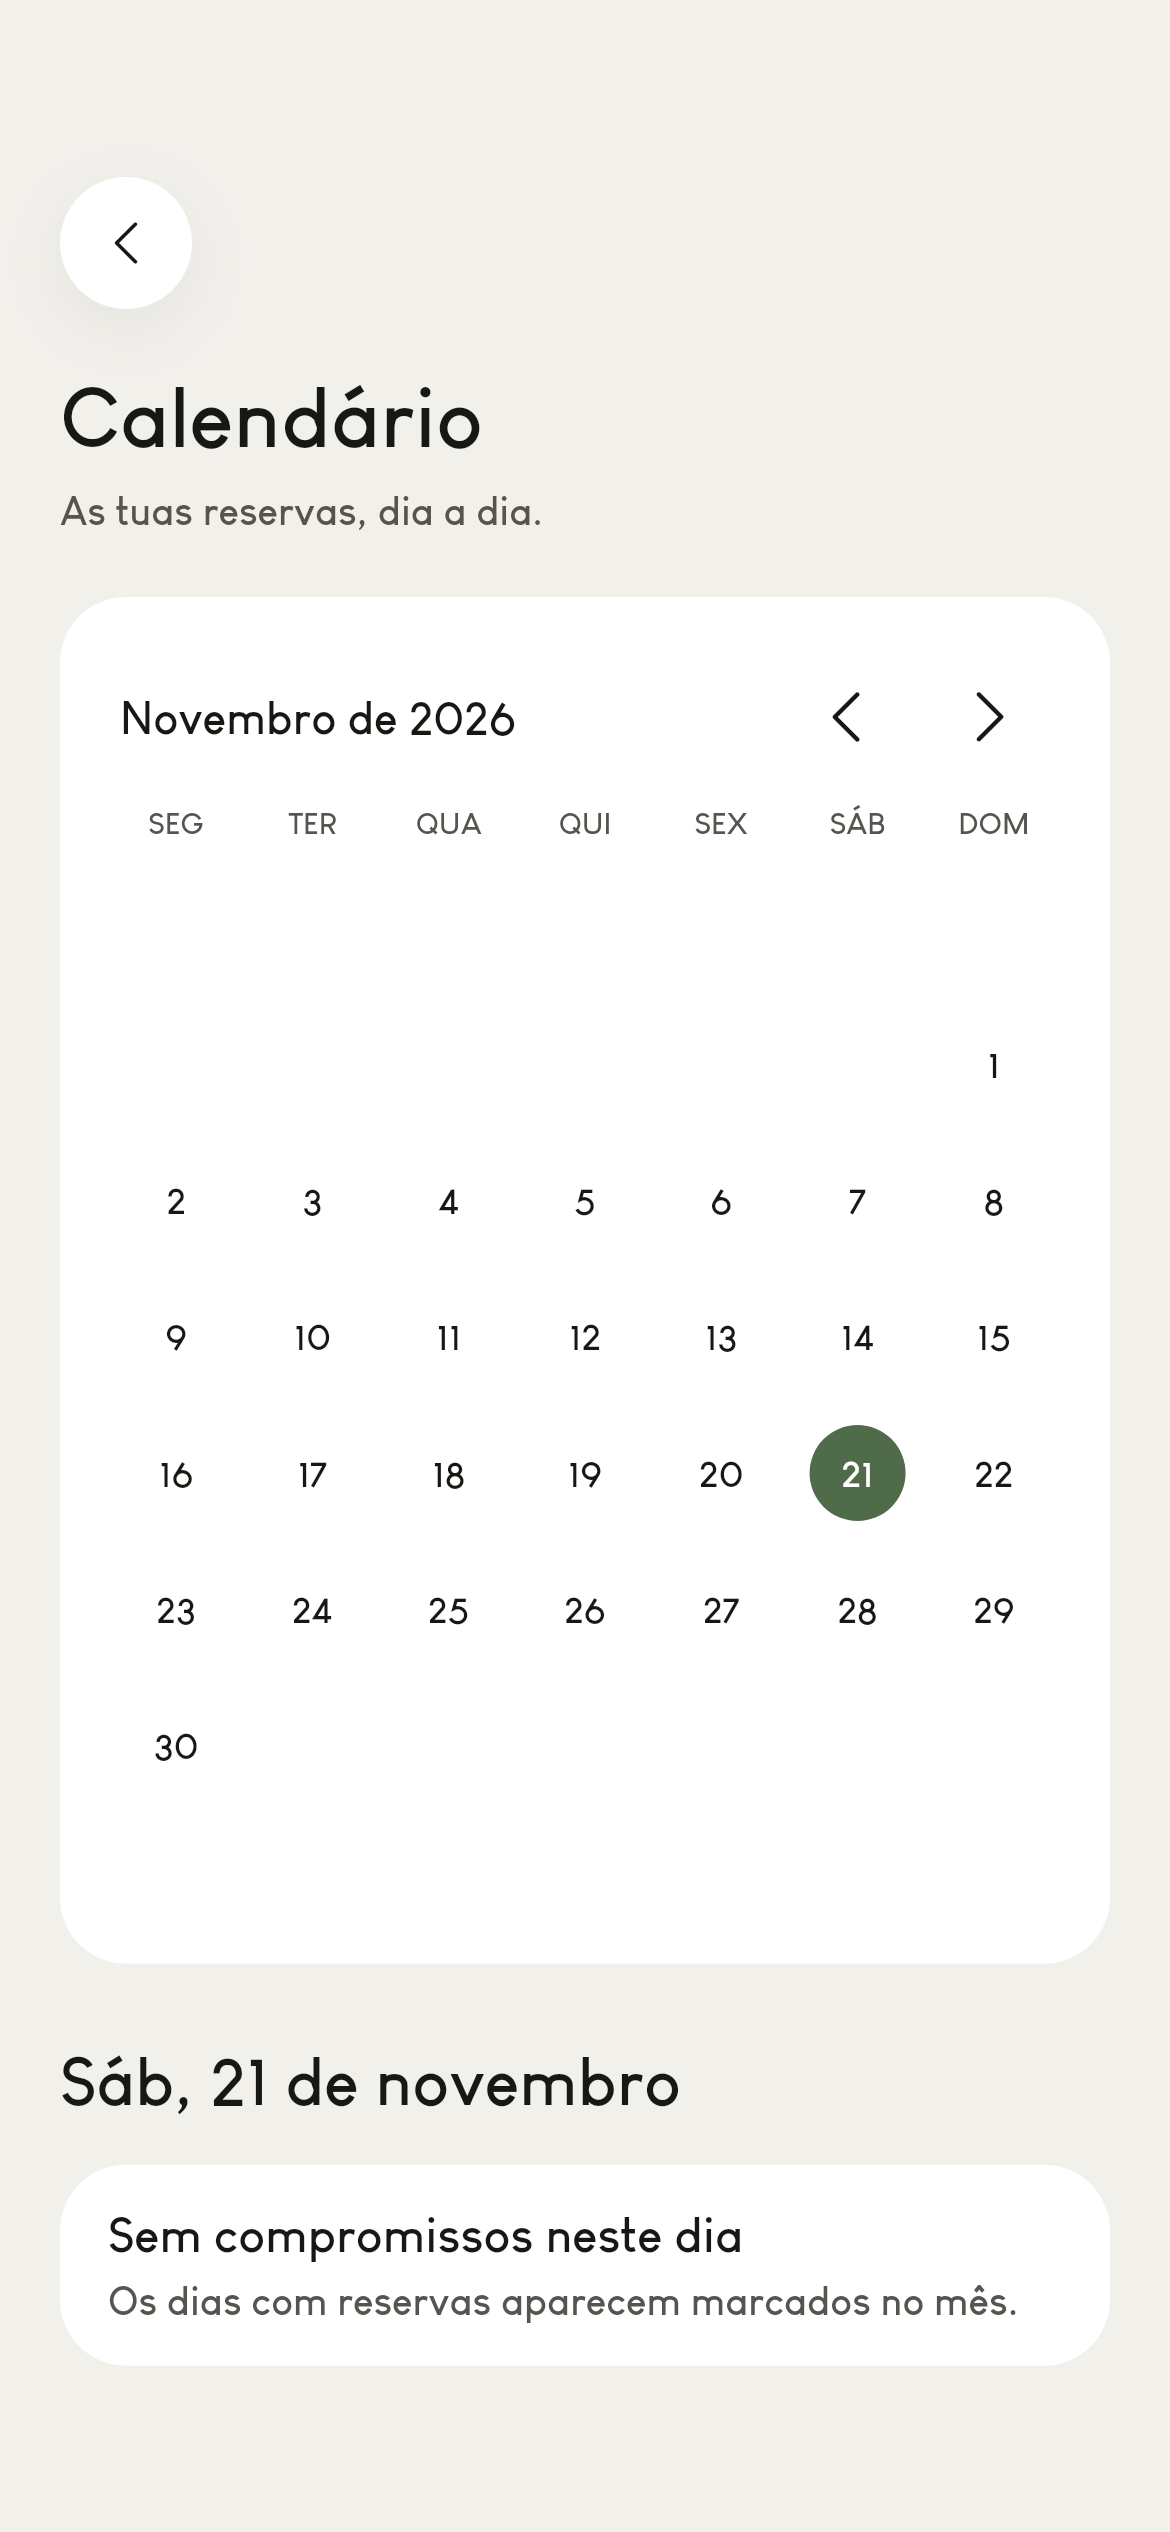 Calendário
As tuas reservas, dia a dia.
Novembro de 2026
SEG TER QUA QUI SEX SÁB DOM
1
2 3 4 5 6 7 8
9 10 11 12 13 14 15
16 17 18 19 20 21 22
23 24 25 26 27 28 29
30
Sáb, 21 de novembro
Sem compromissos neste dia
Os dias com reservas aparecem marcados no mês.